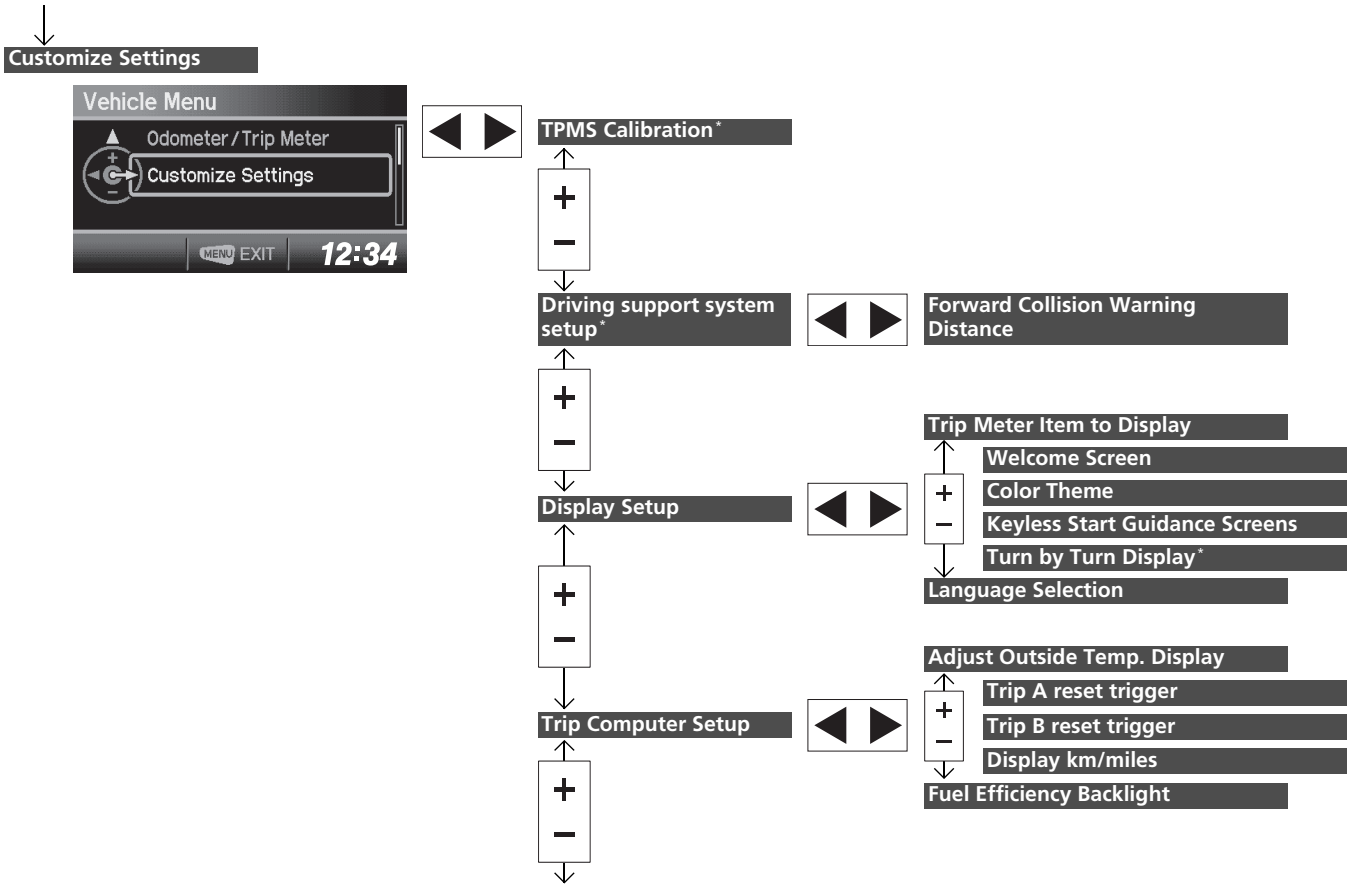 Customize Settings
Vehicle Menu
Odometer / Trip Meter
Customize Settings
MENU EXIT 12:34
TPMS Calibration*
+
−
Driving support system
setup*
Forward Collision Warning
Distance
+
−
Display Setup
Trip Meter Item to Display
Welcome Screen
Color Theme
Keyless Start Guidance Screens
Turn by Turn Display*
Language Selection
+
−
+
−
Trip Computer Setup
Adjust Outside Temp. Display
Trip A reset trigger
Trip B reset trigger
Display km/miles
Fuel Efficiency Backlight
+
−
+
−